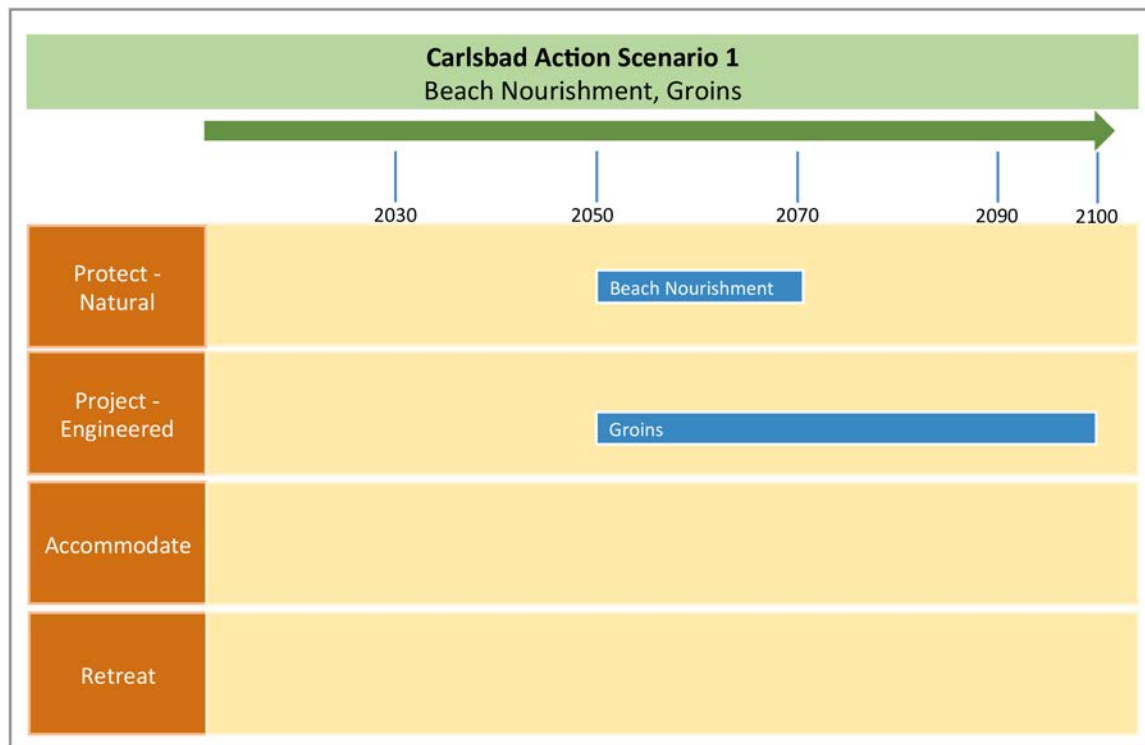 Carlsbad Action Scenario 1
Beach Nourishment, Groins
2030 2050 2070 2090 2100
Protect -
Natural
Beach Nourishment
Project -
Engineered
Groins
Accommodate
Retreat